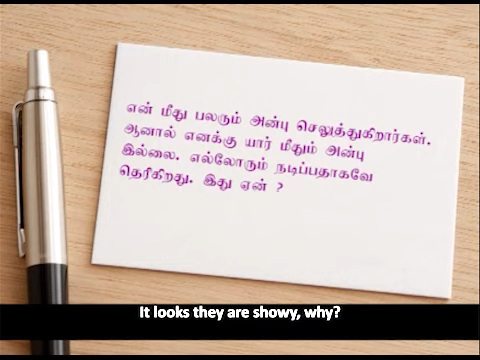 என் மீது பலரும் அன்பு செலுத்துகிறார்கள்.
ஆனால் எனக்கு யார் மீதும் அன்பு
இல்லை. எல்லோரும் நடிப்பதாகவே
தெரிகிறது. இது ஏன் ?
It looks they are showy, why?